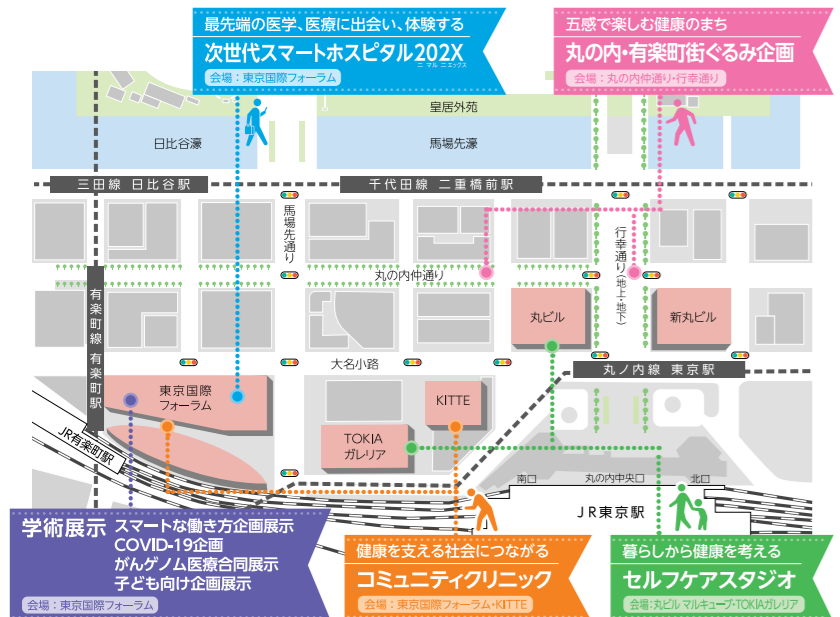 最先端の医学、医療に出会い、体験する
次世代スマートホスピタル202X
ニ マル ニ エックス
会場：東京国際フォーラム
五感で楽しむ健康のまち
丸の内・有楽町街ぐるみ企画
会場：丸の内仲通り・行幸通り
皇居外苑
日比谷濠
馬場先濠
三田線 日比谷駅
千代田線 二重橋前駅
馬場先通り
行幸通り(地上・地下)
丸の内仲通り
有楽町線 有楽町駅
丸ビル
新丸ビル
大名小路
丸ノ内線 東京駅
東京国際
フォーラム
KITTE
TOKIA
ガレリア
JR有楽町駅
南口
丸の内中央口
北口
JR東京駅
学術展示
スマートな働き方企画展示
COVID-19企画
がんゲノム医療合同展示
子ども向け企画展示
会場：東京国際フォーラム
健康を支える社会につながる
コミュニティクリニック
会場：東京国際フォーラム・KITTE
暮らしから健康を考える
セルフケアスタジオ
会場:丸ビル マルキューブ・TOKIAガレリア